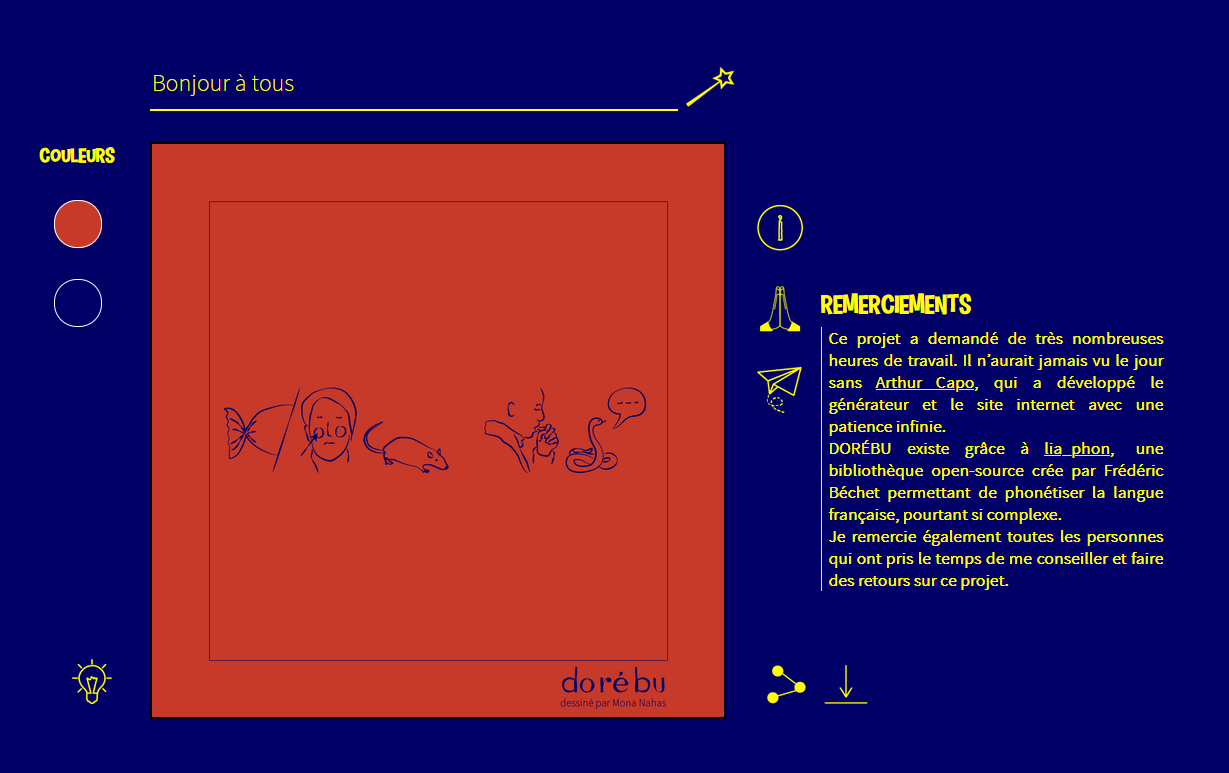 Bonjour à tous
COULEURS
REMERCIEMENTS
Ce projet a demandé de très nombreuses
heures de travail. Il n’aurait jamais vu le jour
sans Arthur Capo, qui a développé le
générateur et le site internet avec une
patience infinie.
DORÉBU existe grâce à lia_phon, une
bibliothèque open-source crée par Frédéric
Béchet permettant de phonétiser la langue
française, pourtant si complexe.
Je remercie également toutes les personnes
qui ont pris le temps de me conseiller et faire
des retours sur ce projet.
dorébu
dessiné par Mona Nahas